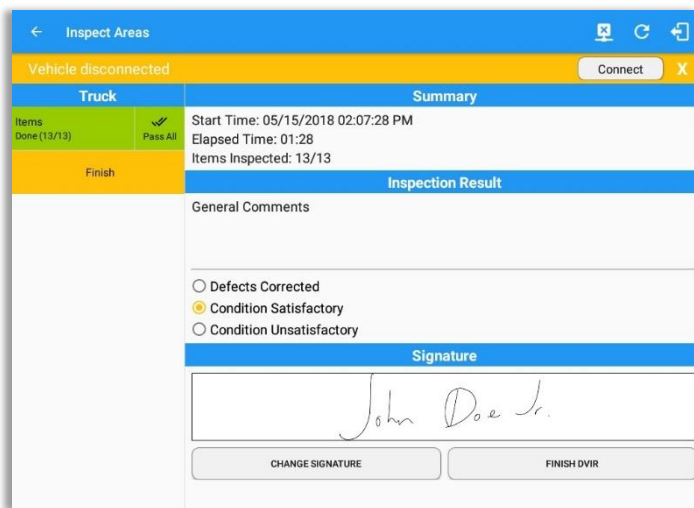 Inspect Areas
Vehicle disconnected
Connect
X
Truck
Items
Done (13/13)
Pass All
Finish
Summary
Start Time: 05/15/2018 02:07:28 PM
Elapsed Time: 01:28
Items Inspected: 13/13
Inspection Result
General Comments
Defects Corrected
Condition Satisfactory
Condition Unsatisfactory
Signature
John Doe Jr.
CHANGE SIGNATURE
FINISH DVIR